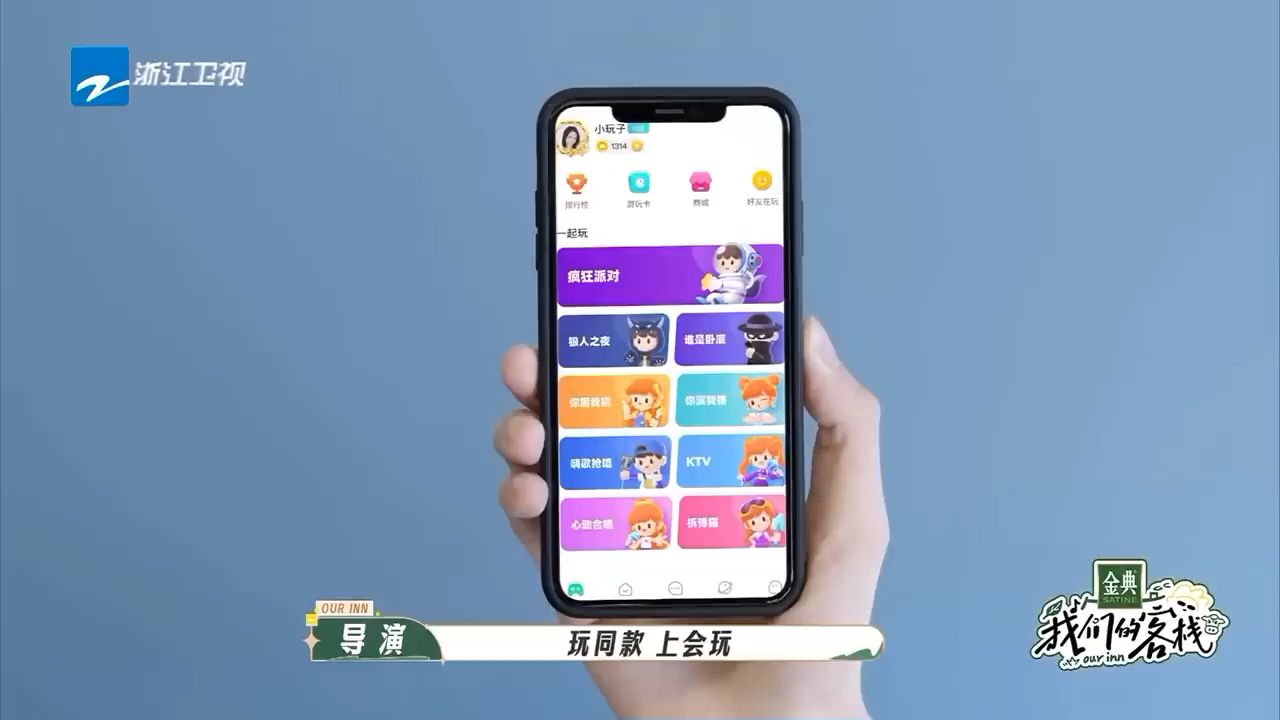 浙江卫视
小玩子
1314
排行榜
游玩卡
商城
好友在玩
一起玩
疯狂派对
狼人之夜
谁是卧底
你画我猜
你演我猜
嗨歌抢唱
KTV
心动合唱
拆弹猫
OUR INN
导演
玩同款 上会玩
金典
SATINE
我们的客栈
our inn